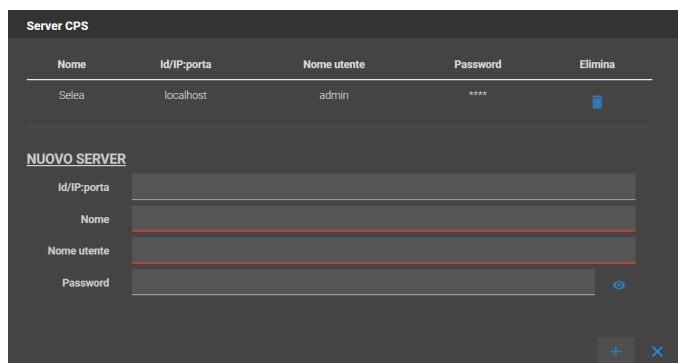 Server CPS
Nome Id/IP:porta Nome utente Password Elimina
Selea localhost admin ****
NUOVO SERVER
Id/IP:porta
Nome
Nome utente
Password